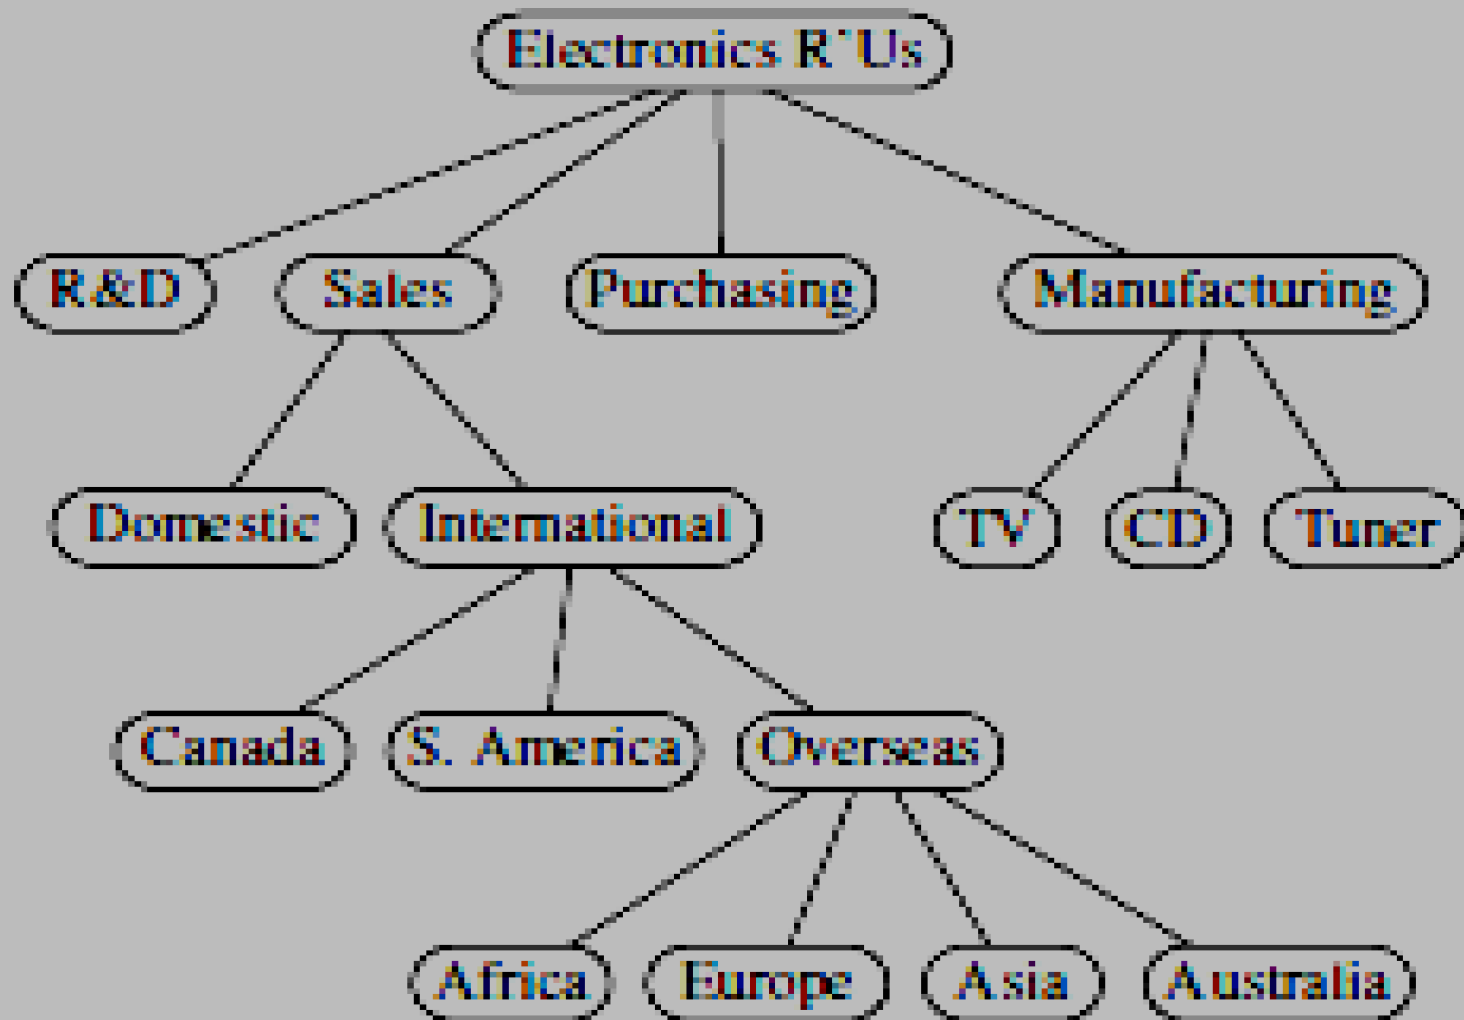 Electronics R"Us
R&D Sales Purchasing Manufacturing
Domestic International TV CD Tuner
Canada S. America Overseas
Africa Europe Asia Australia